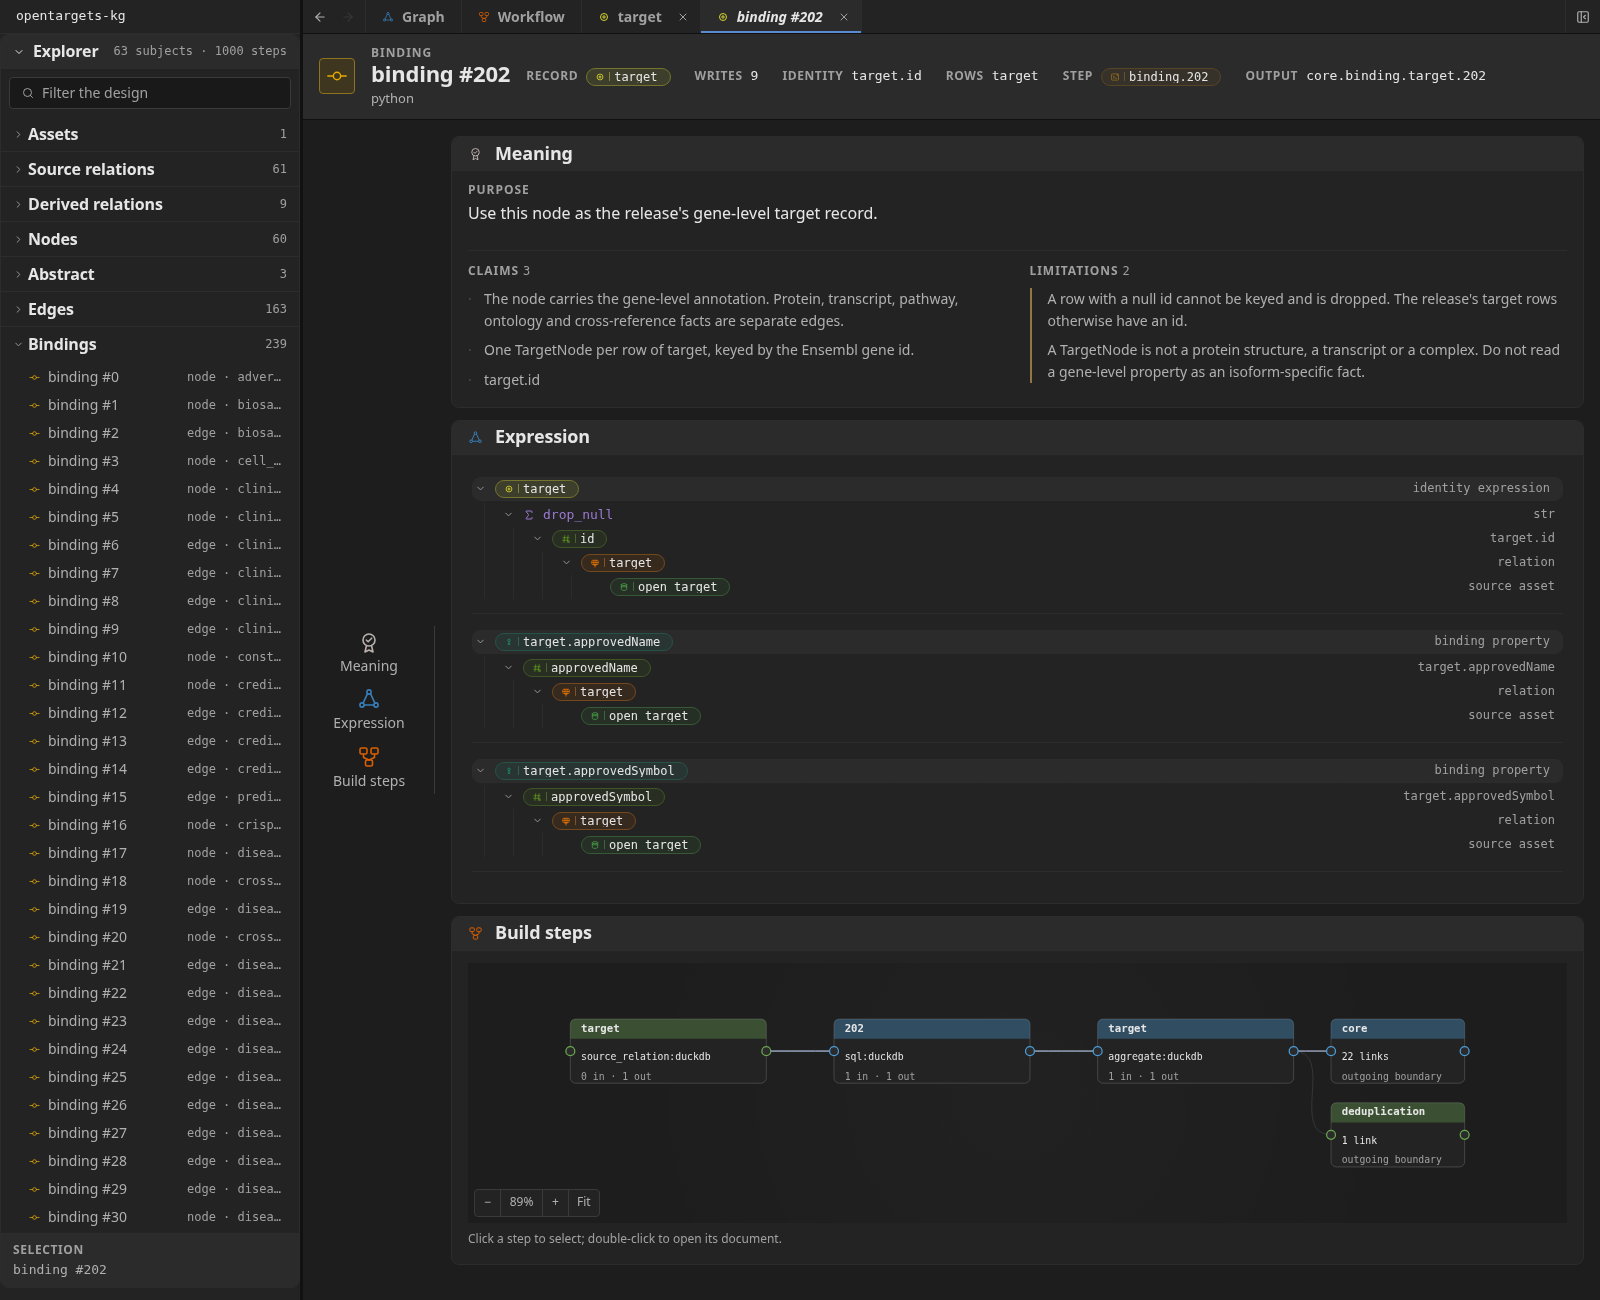 opentargets-kg
Graph
Workflow
target
binding #202
Explorer 63 subjects · 1000 steps
Filter the design
Assets 1
Source relations 61
Derived relations 9
Nodes 60
Abstract 3
Edges 163
Bindings 239
binding #0 node · adver…
binding #1 node · biosa…
binding #2 edge · biosa…
binding #3 node · cell_…
binding #4 node · clini…
binding #5 node · clini…
binding #6 edge · clini…
binding #7 edge · clini…
binding #8 edge · clini…
binding #9 edge · clini…
binding #10 node · const…
binding #11 node · credi…
binding #12 edge · credi…
binding #13 edge · credi…
binding #14 edge · credi…
binding #15 edge · predi…
binding #16 node · crisp…
binding #17 node · disea…
binding #18 node · cross…
binding #19 edge · disea…
binding #20 node · cross…
binding #21 edge · disea…
binding #22 edge · disea…
binding #23 edge · disea…
binding #24 edge · disea…
binding #25 edge · disea…
binding #26 edge · disea…
binding #27 edge · disea…
binding #28 edge · disea…
binding #29 edge · disea…
binding #30 node · disea…
SELECTION
binding #202
BINDING
binding #202 RECORD target WRITES 9 IDENTITY target.id ROWS target STEP binding.202 OUTPUT core.binding.target.202
python
Meaning
Expression
Build steps
Meaning
PURPOSE
Use this node as the release's gene-level target record.
CLAIMS 3
· The node carries the gene-level annotation. Protein, transcript, pathway,
ontology and cross-reference facts are separate edges.
· One TargetNode per row of target, keyed by the Ensembl gene id.
· target.id
LIMITATIONS 2
A row with a null id cannot be keyed and is dropped. The release's target rows
otherwise have an id.
A TargetNode is not a protein structure, a transcript or a complex. Do not read
a gene-level property as an isoform-specific fact.
Expression
target identity expression
Σ drop_null str
id target.id
target relation
open target source asset
target.approvedName binding property
approvedName target.approvedName
target relation
open target source asset
target.approvedSymbol binding property
approvedSymbol target.approvedSymbol
target relation
open target source asset
Build steps
target
source_relation:duckdb
0 in · 1 out
202
sql:duckdb
1 in · 1 out
target
aggregate:duckdb
1 in · 1 out
core
22 links
outgoing boundary
deduplication
1 link
outgoing boundary
− 89% + Fit
Click a step to select; double-click to open its document.